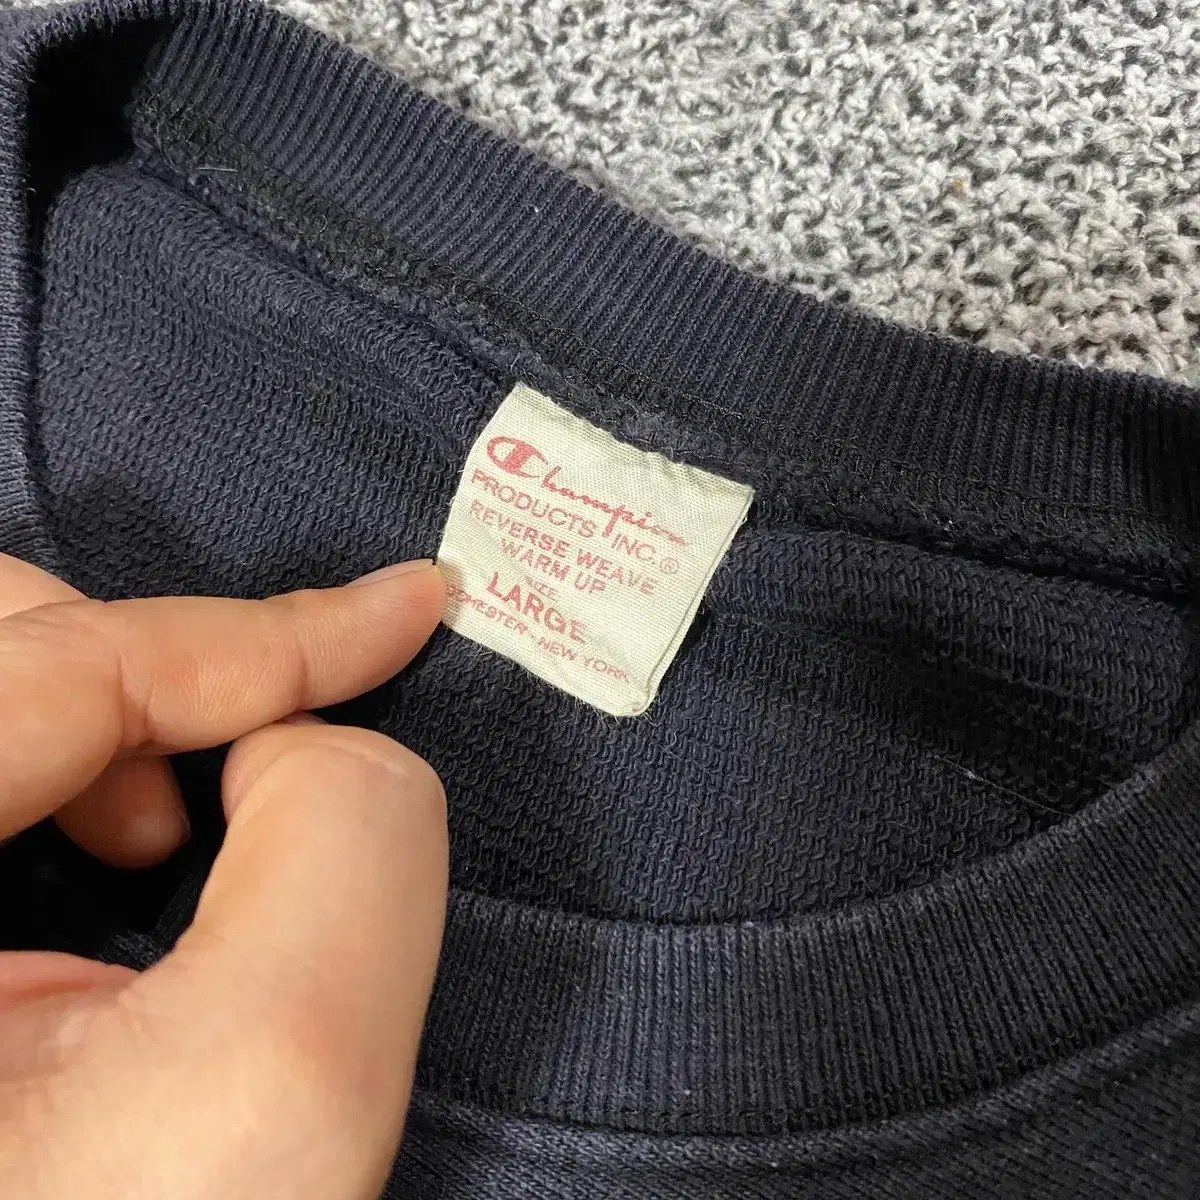 Champion
PRODUCTS INC.®
REVERSE WEAVE
WARM UP
SIZE
LARGE
ROCHESTER - NEW YORK